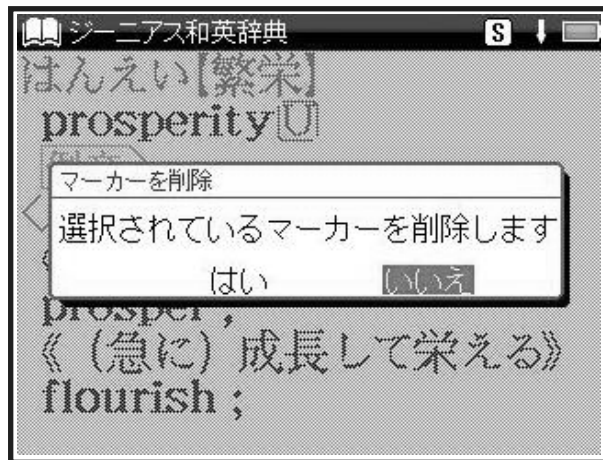 ジーニアス和英辞典 S
はんえい【繁栄】
prosperity U
マーカーを削除
選択されているマーカーを削除します
はい いいえ
prosper ;
《（急に）成長して栄える》
flourish ;